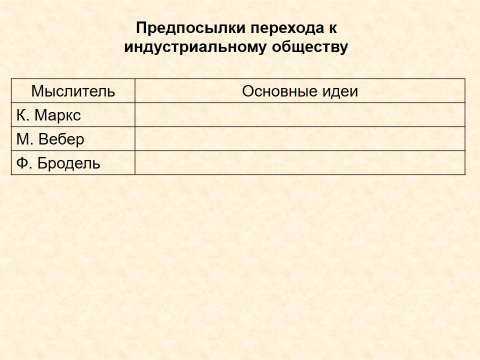 Предпосылки перехода к
индустриальному обществу
Мыслитель Основные идеи
К. Маркс
М. Вебер
Ф. Бродель